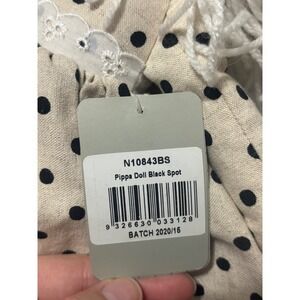 N10843BS
Pippa Doll Black Spot
9 326630 033128
BATCH 2020/15